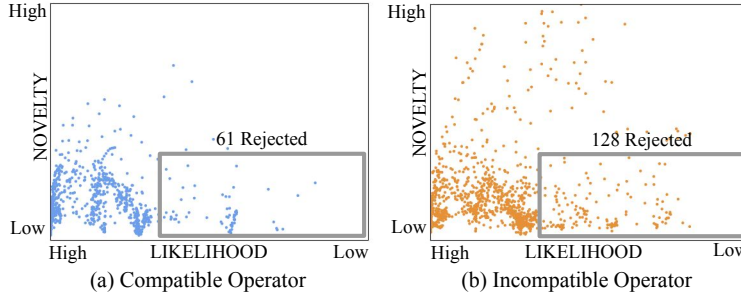 High
NOVELTY
Low
61 Rejected
High
LIKELIHOOD
Low
(a) Compatible Operator
High
NOVELTY
Low
128 Rejected
High
LIKELIHOOD
Low
(b) Incompatible Operator